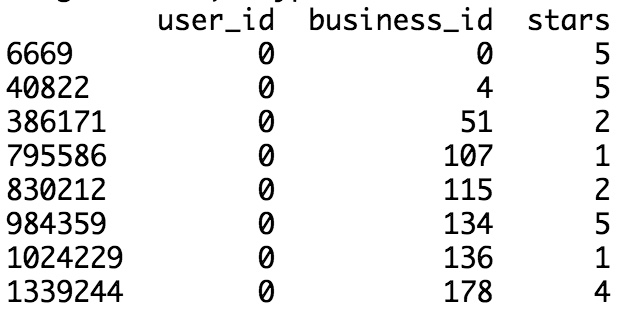 user_id business_id stars
6669 0 0 5
40822 0 4 5
386171 0 51 2
795586 0 107 1
830212 0 115 2
984359 0 134 5
1024229 0 136 1
1339244 0 178 4